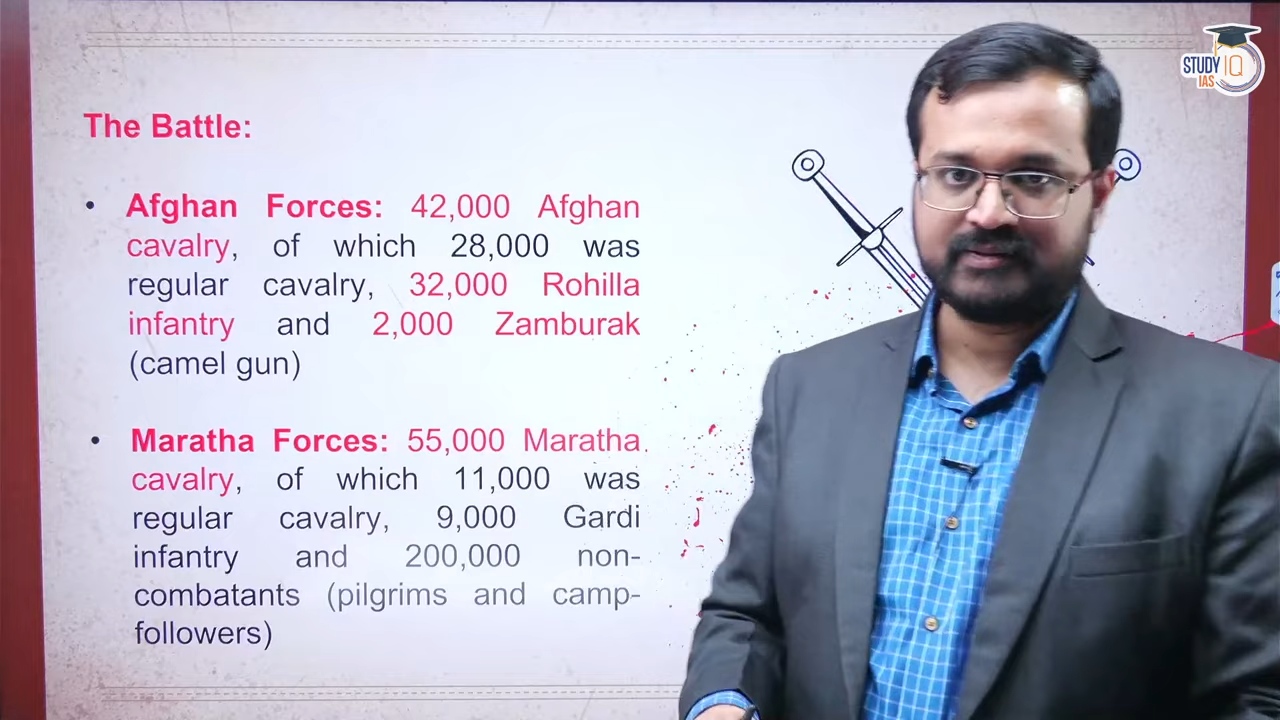 The Battle:
• Afghan Forces: 42,000 Afghan
cavalry, of which 28,000 was
regular cavalry, 32,000 Rohilla
infantry and 2,000 Zamburak
(camel gun)
• Maratha Forces: 55,000 Maratha
cavalry, of which 11,000 was
regular cavalry, 9,000 Gardi
infantry and 200,000 non-
combatants (pilgrims and camp-
followers)
STUDY IQ
IAS